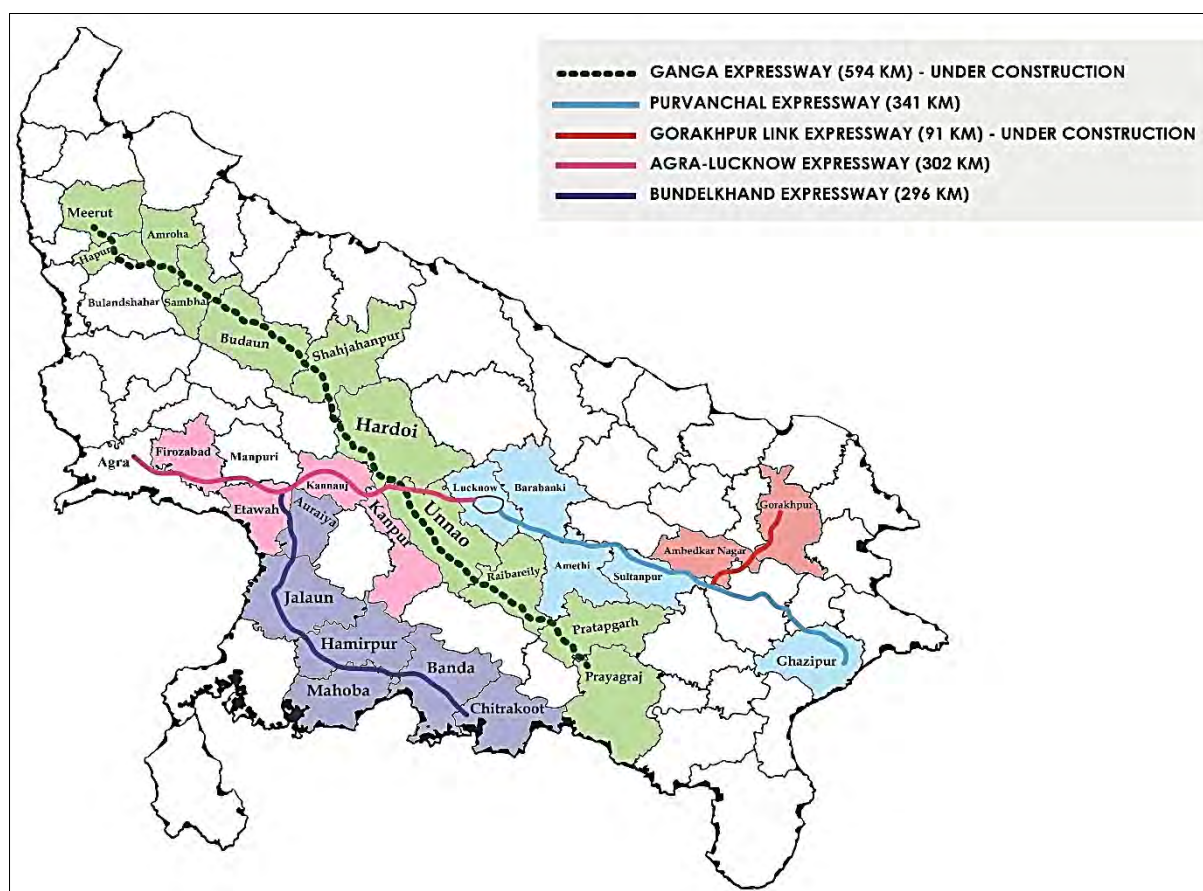 GANGA EXPRESSWAY (594 KM) - UNDER CONSTRUCTION
PURVANCHAL EXPRESSWAY (341 KM)
GORAKHPUR LINK EXPRESSWAY (91 KM) - UNDER CONSTRUCTION
AGRA-LUCKNOW EXPRESSWAY (302 KM)
BUNDELKHAND EXPRESSWAY (296 KM)
Meerut
Amroha
Hapur
Bulandshahar
Sambhal
Budaun
Shahjahanpur
Hardoi
Agra
Firozabad
Manpuri
Kannauj
Lucknow
Barabanki
Etawah
Auraiya
Kanpur
Unnao
Gorakhpur
Ambedkar Nagar
Raibareily
Amethi
Sultanpur
Jalaun
Hamirpur
Pratapgarh
Banda
Ghazipur
Mahoba
Prayagraj
Chitrakoot